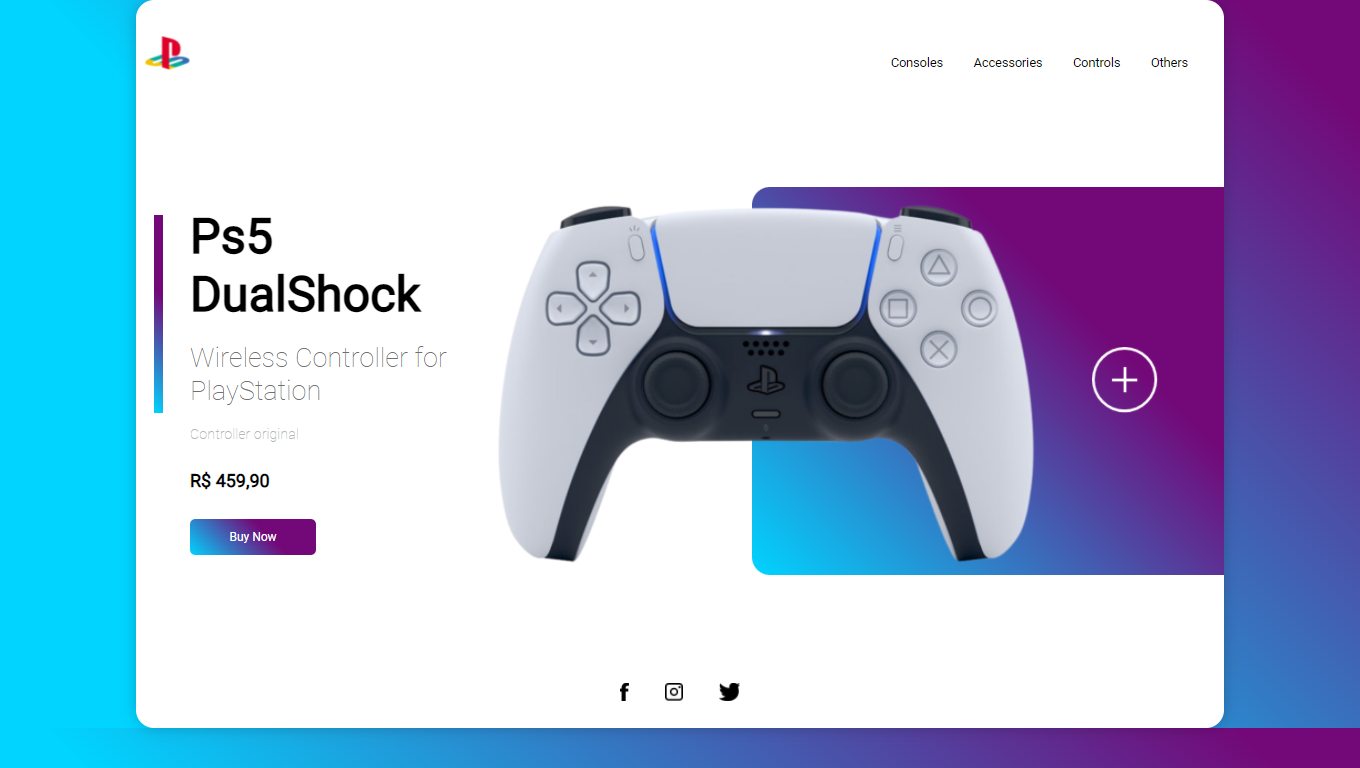 Consoles Accessories Controls Others
Ps5
DualShock
Wireless Controller for
PlayStation
Controller original
R$ 459,90
Buy Now